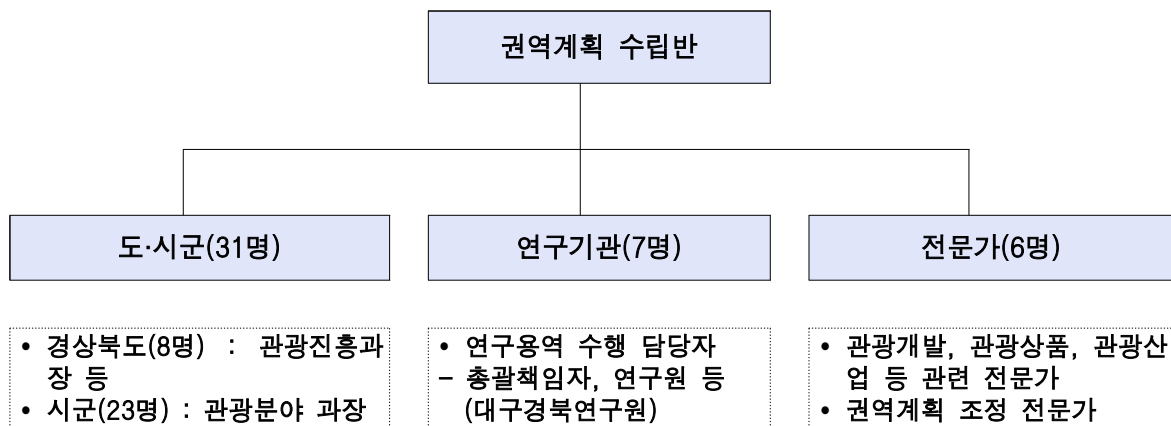 권역계획 수립반
도·시군(31명)
연구기관(7명)
전문가(6명)
• 경상북도(8명) : 관광진흥과
장 등
• 시군(23명) : 관광분야 과장
• 연구용역 수행 담당자
– 총괄책임자, 연구원 등
(대구경북연구원)
• 관광개발, 관광상품, 관광산
업 등 관련 전문가
• 권역계획 조정 전문가